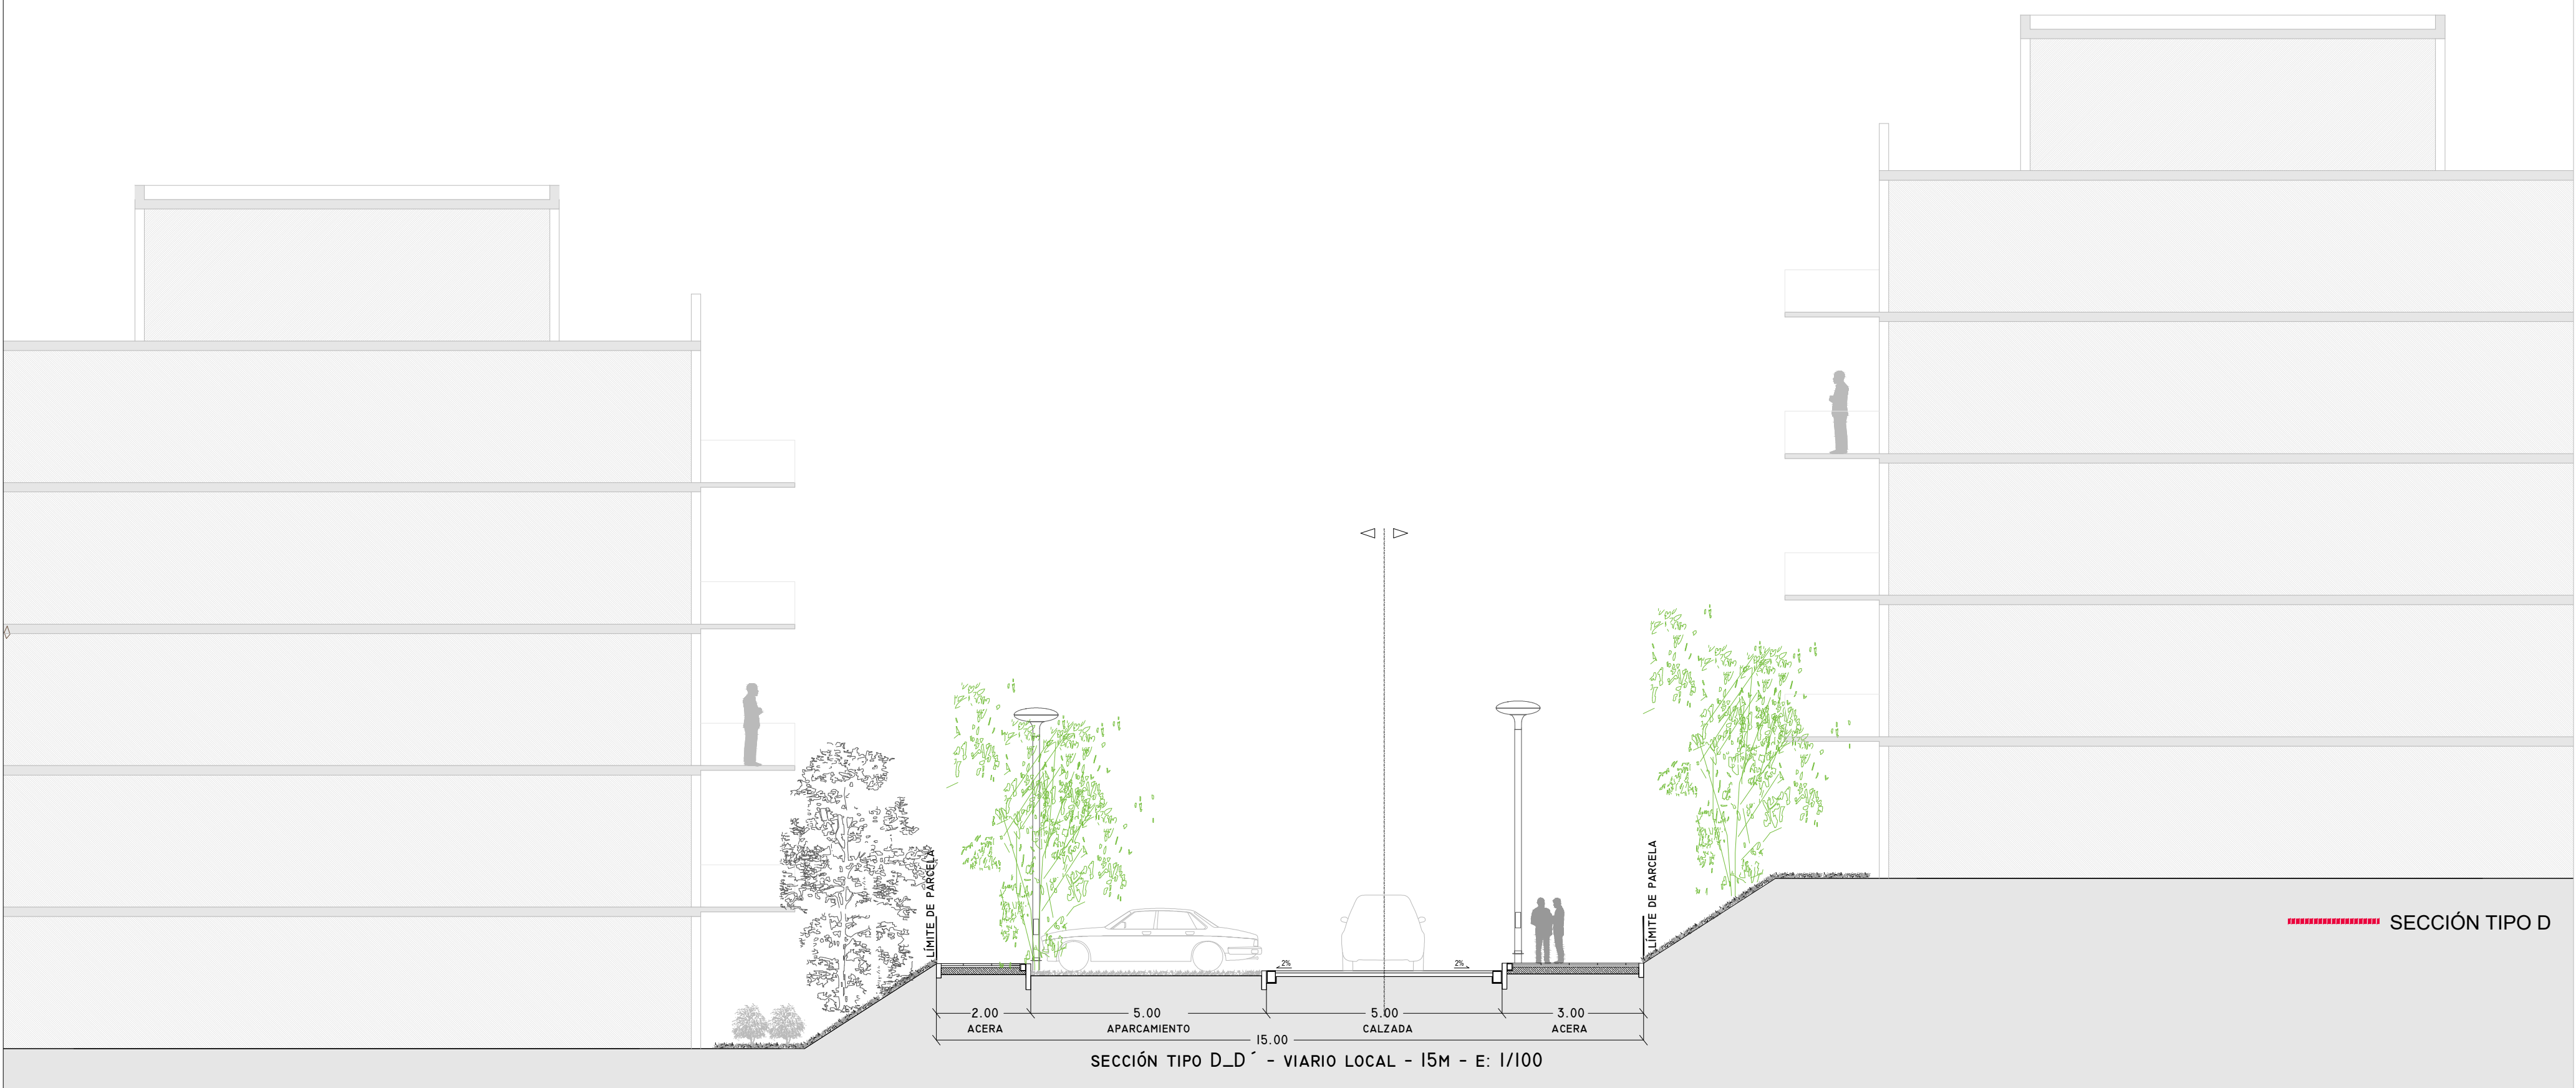 LÍMITE DE PARCELA
LÍMITE DE PARCELA
SECCIÓN TIPO D
2% 2%
2.00 5.00 5.00 3.00
ACERA APARCAMIENTO CALZADA ACERA
15.00
SECCIÓN TIPO D_D´ - VIARIO LOCAL - 15M - E: 1/100